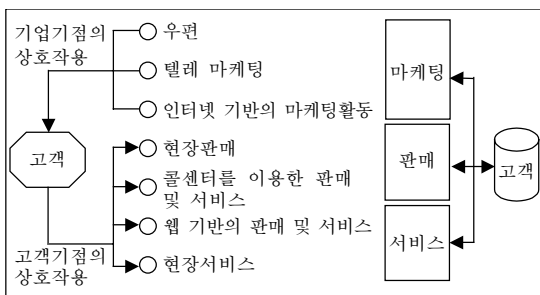 기업기점의
상호작용
우편
텔레 마케팅
인터넷 기반의 마케팅활동
고객
현장판매
콜센터를 이용한 판매
및 서비스
웹 기반의 판매 및 서비스
현장서비스
고객기점의
상호작용
마케팅
판매
서비스
고객